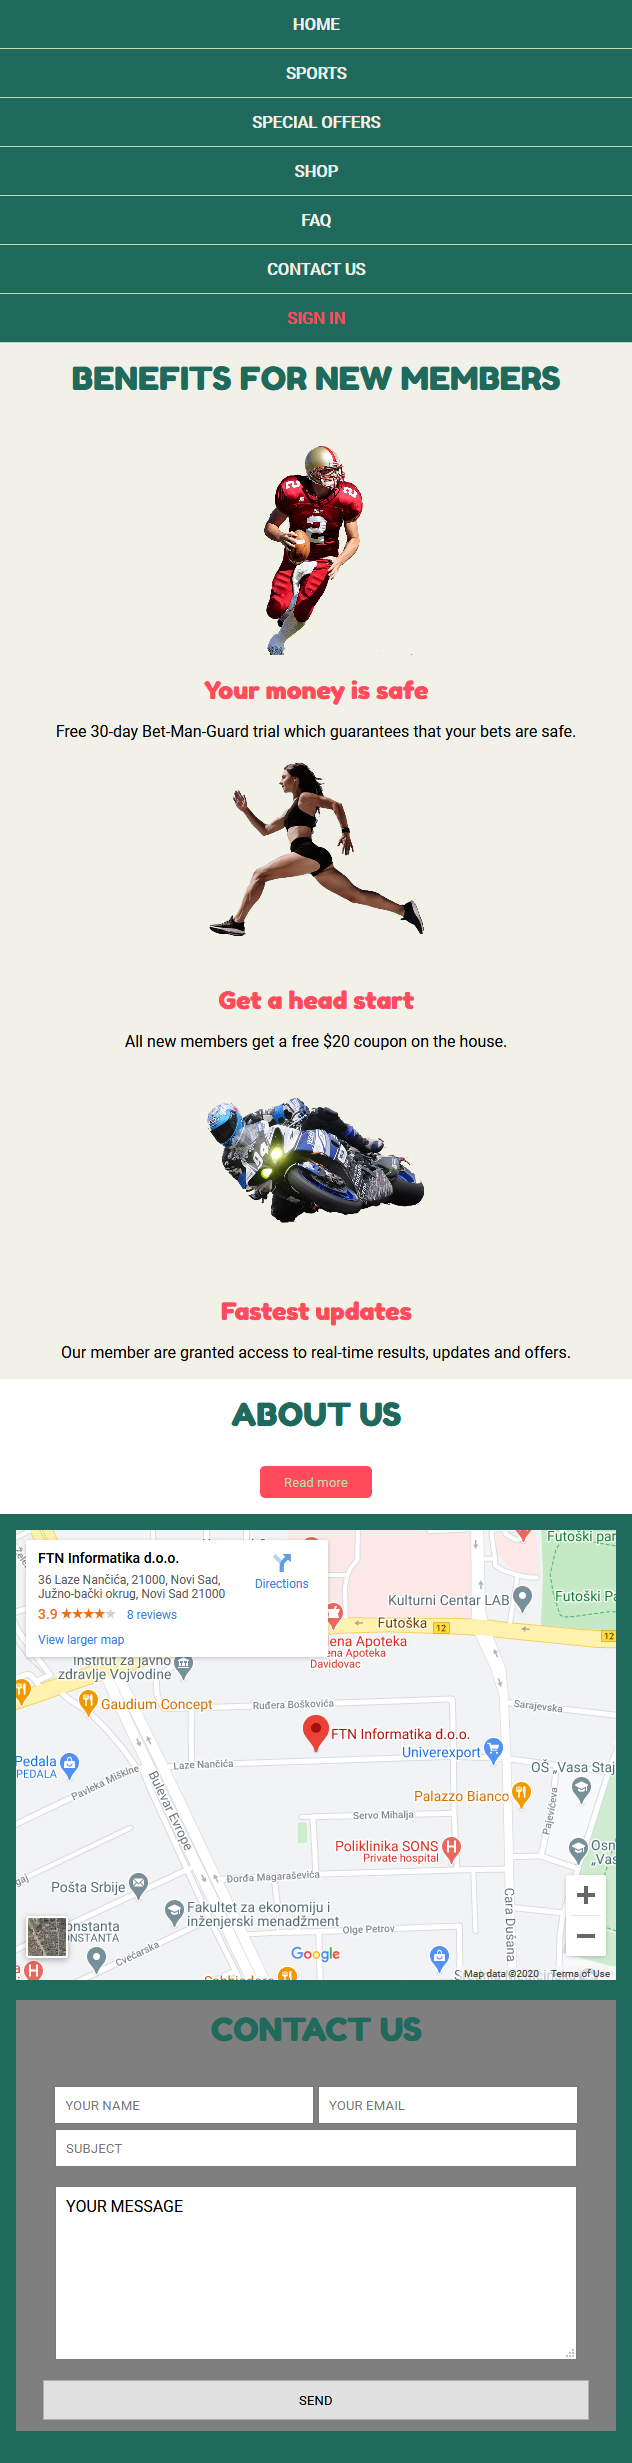 HOME
SPORTS
SPECIAL OFFERS
SHOP
FAQ
CONTACT US
SIGN IN
BENEFITS FOR NEW MEMBERS
2
2
2
Your money is safe
Free 30-day Bet-Man-Guard trial which guarantees that your bets are safe.
Get a head start
All new members get a free $20 coupon on the house.
94
Fastest updates
Our member are granted access to real-time results, updates and offers.
ABOUT US
Read more
FTN Informatika d.o.o.
36 Laze Nančića, 21000, Novi Sad,
Južno-bački okrug, Novi Sad 21000
3.9 ★★★★★ 8 reviews
View larger map
Directions
Futoški par
Kulturni Centar LAB
Futoški Pa
Futoška
12
12
ena Apoteka
ena Apoteka
Davidovac
Institut za javno
zdravlje Vojvodine
Gaudium Concept
Ruđera Boškovića
Sarajevska
FTN Informatika d.o.o.
Univerexport
Pedala
PEDALA
Laze Nančića
OŠ „Vasa Staj
Pavleka Miškine
Bulevar Evrope
Palazzo Bianco
Pajevićeva
Servo Mihalja
Poliklinika SONS
Private hospital
Osn
„Vas
gaj
Đorđa Magaraševića
Pošta Srbije
Cara Dušana
Fakultet za ekonomiju i
inženjerski menadžment
onstanta
ONSTANTA
Olge Petrov
Cvećarska
Google
Map data ©2020 Terms of Use
CONTACT US
YOUR NAME
YOUR EMAIL
SUBJECT
YOUR MESSAGE
SEND